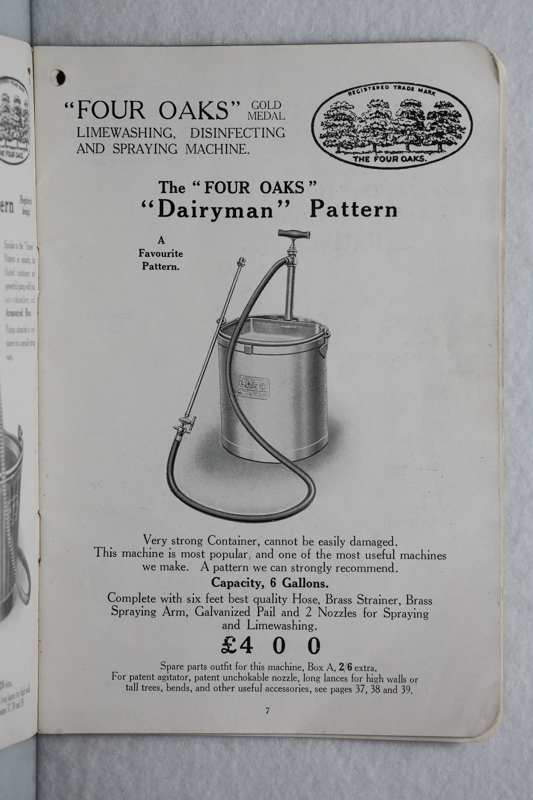 "FOUR OAKS" GOLD MEDAL
LIMEWASHING, DISINFECTING
AND SPRAYING MACHINE.
REGISTERED TRADE MARK
THE FOUR OAKS.
The "FOUR OAKS"
"Dairyman" Pattern
A
Favourite
Pattern.
Very strong Container, cannot be easily damaged.
This machine is most popular, and one of the most useful machines
we make. A pattern we can strongly recommend.
Capacity, 6 Gallons.
Complete with six feet best quality Hose, Brass Strainer, Brass
Spraying Arm, Galvanized Pail and 2 Nozzles for Spraying
and Limewashing.
£4 0 0
Spare parts outfit for this machine, Box A, 2/6 extra.
For patent agitator, patent unchokable nozzle, long lances for high walls or
tall trees, bends, and other useful accessories, see pages 37, 38 and 39.
7